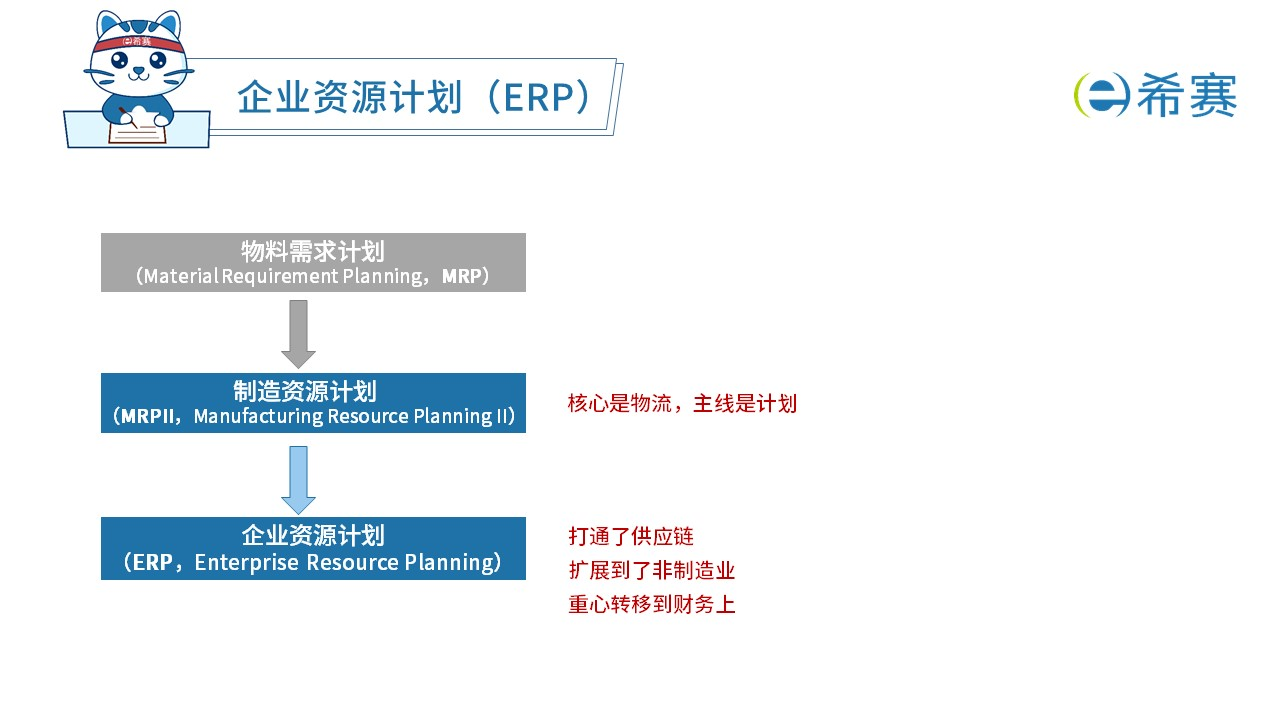 希赛
企业资源计划（ERP）
希赛
物料需求计划
（Material Requirement Planning，MRP）
制造资源计划
（MRPII，Manufacturing Resource Planning II）
核心是物流，主线是计划
企业资源计划
（ERP，Enterprise Resource Planning）
打通了供应链
扩展到了非制造业
重心转移到财务上